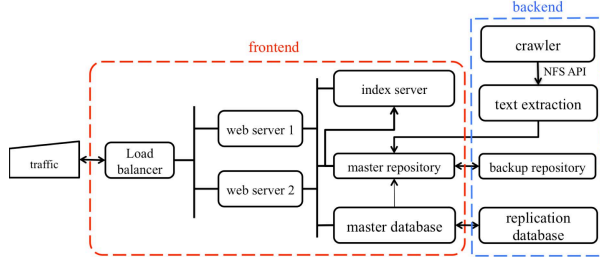 backend
frontend
crawler
NFS API
index server
text extraction
web server 1
traffic
Load
balancer
master repository
backup repository
web server 2
master database
replication
database